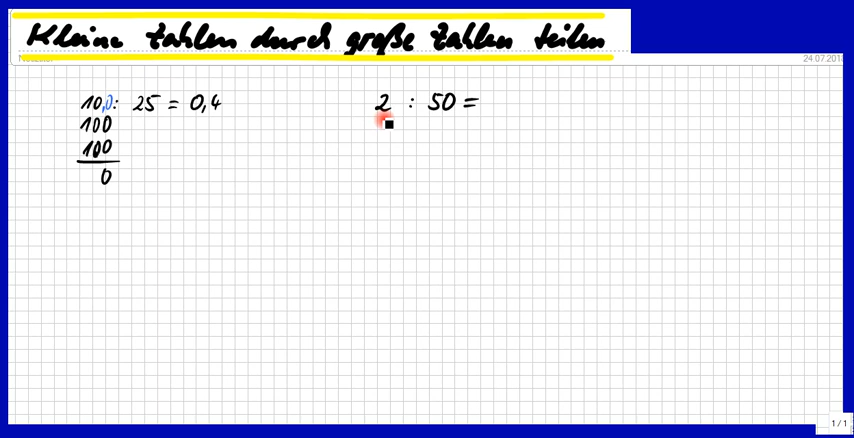 Kleine Zahlen durch große Zahlen teilen
24.07.201
10,0 : 25 = 0,4
100
100
0
2 : 50 =
1 / 1